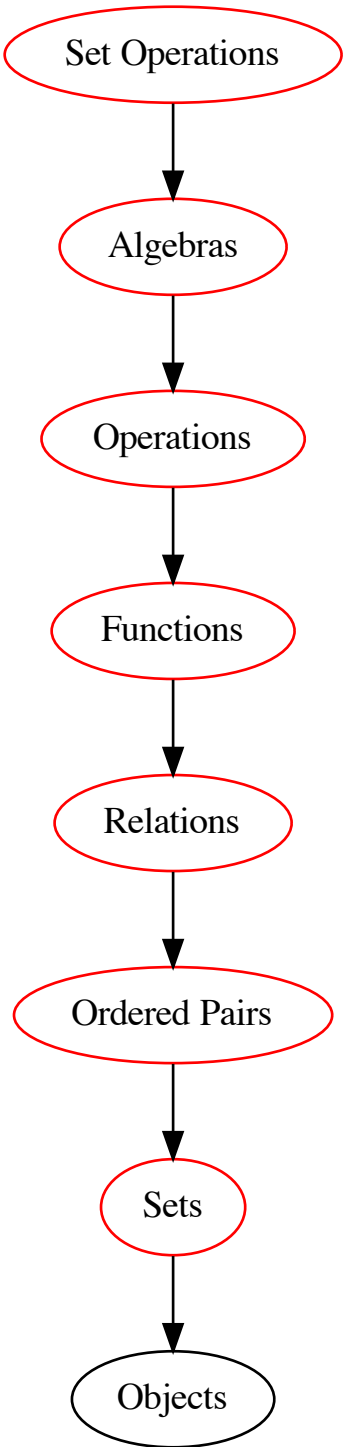 Set Operations
Algebras
Operations
Functions
Relations
Ordered Pairs
Sets
Objects